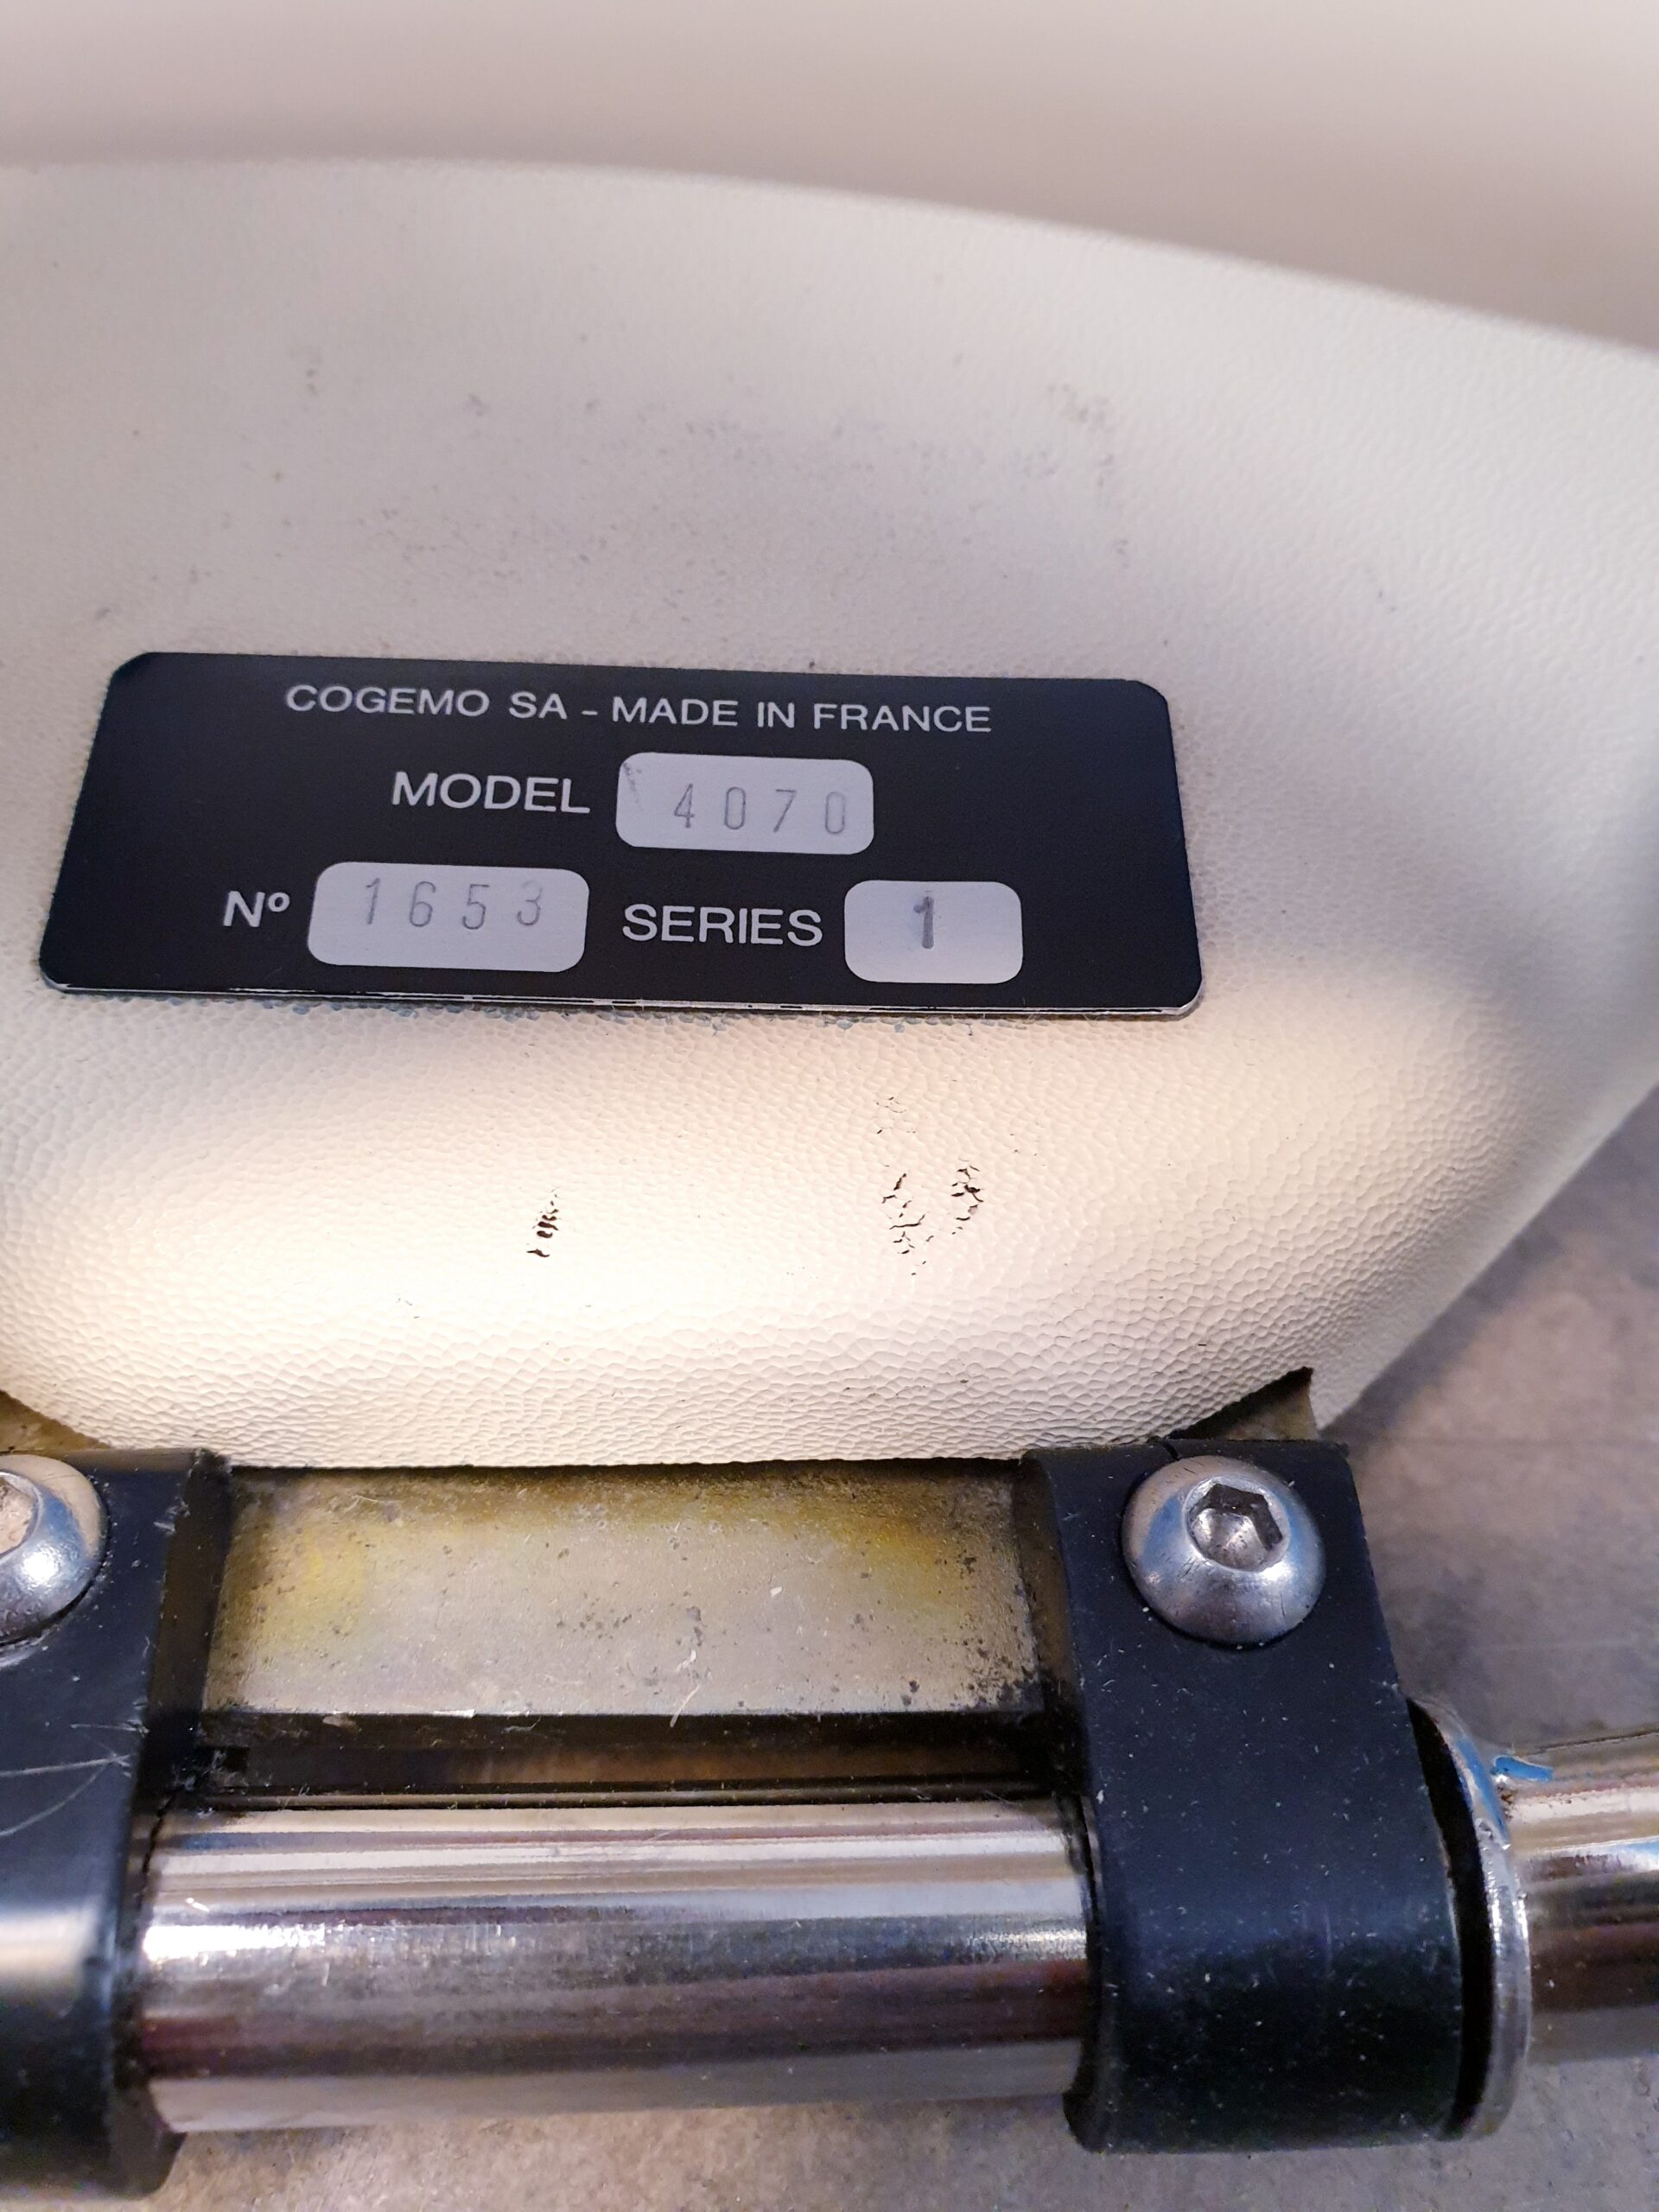 COGEMO SA - MADE IN FRANCE
MODEL 4070
Nº 1653 SERIES 1